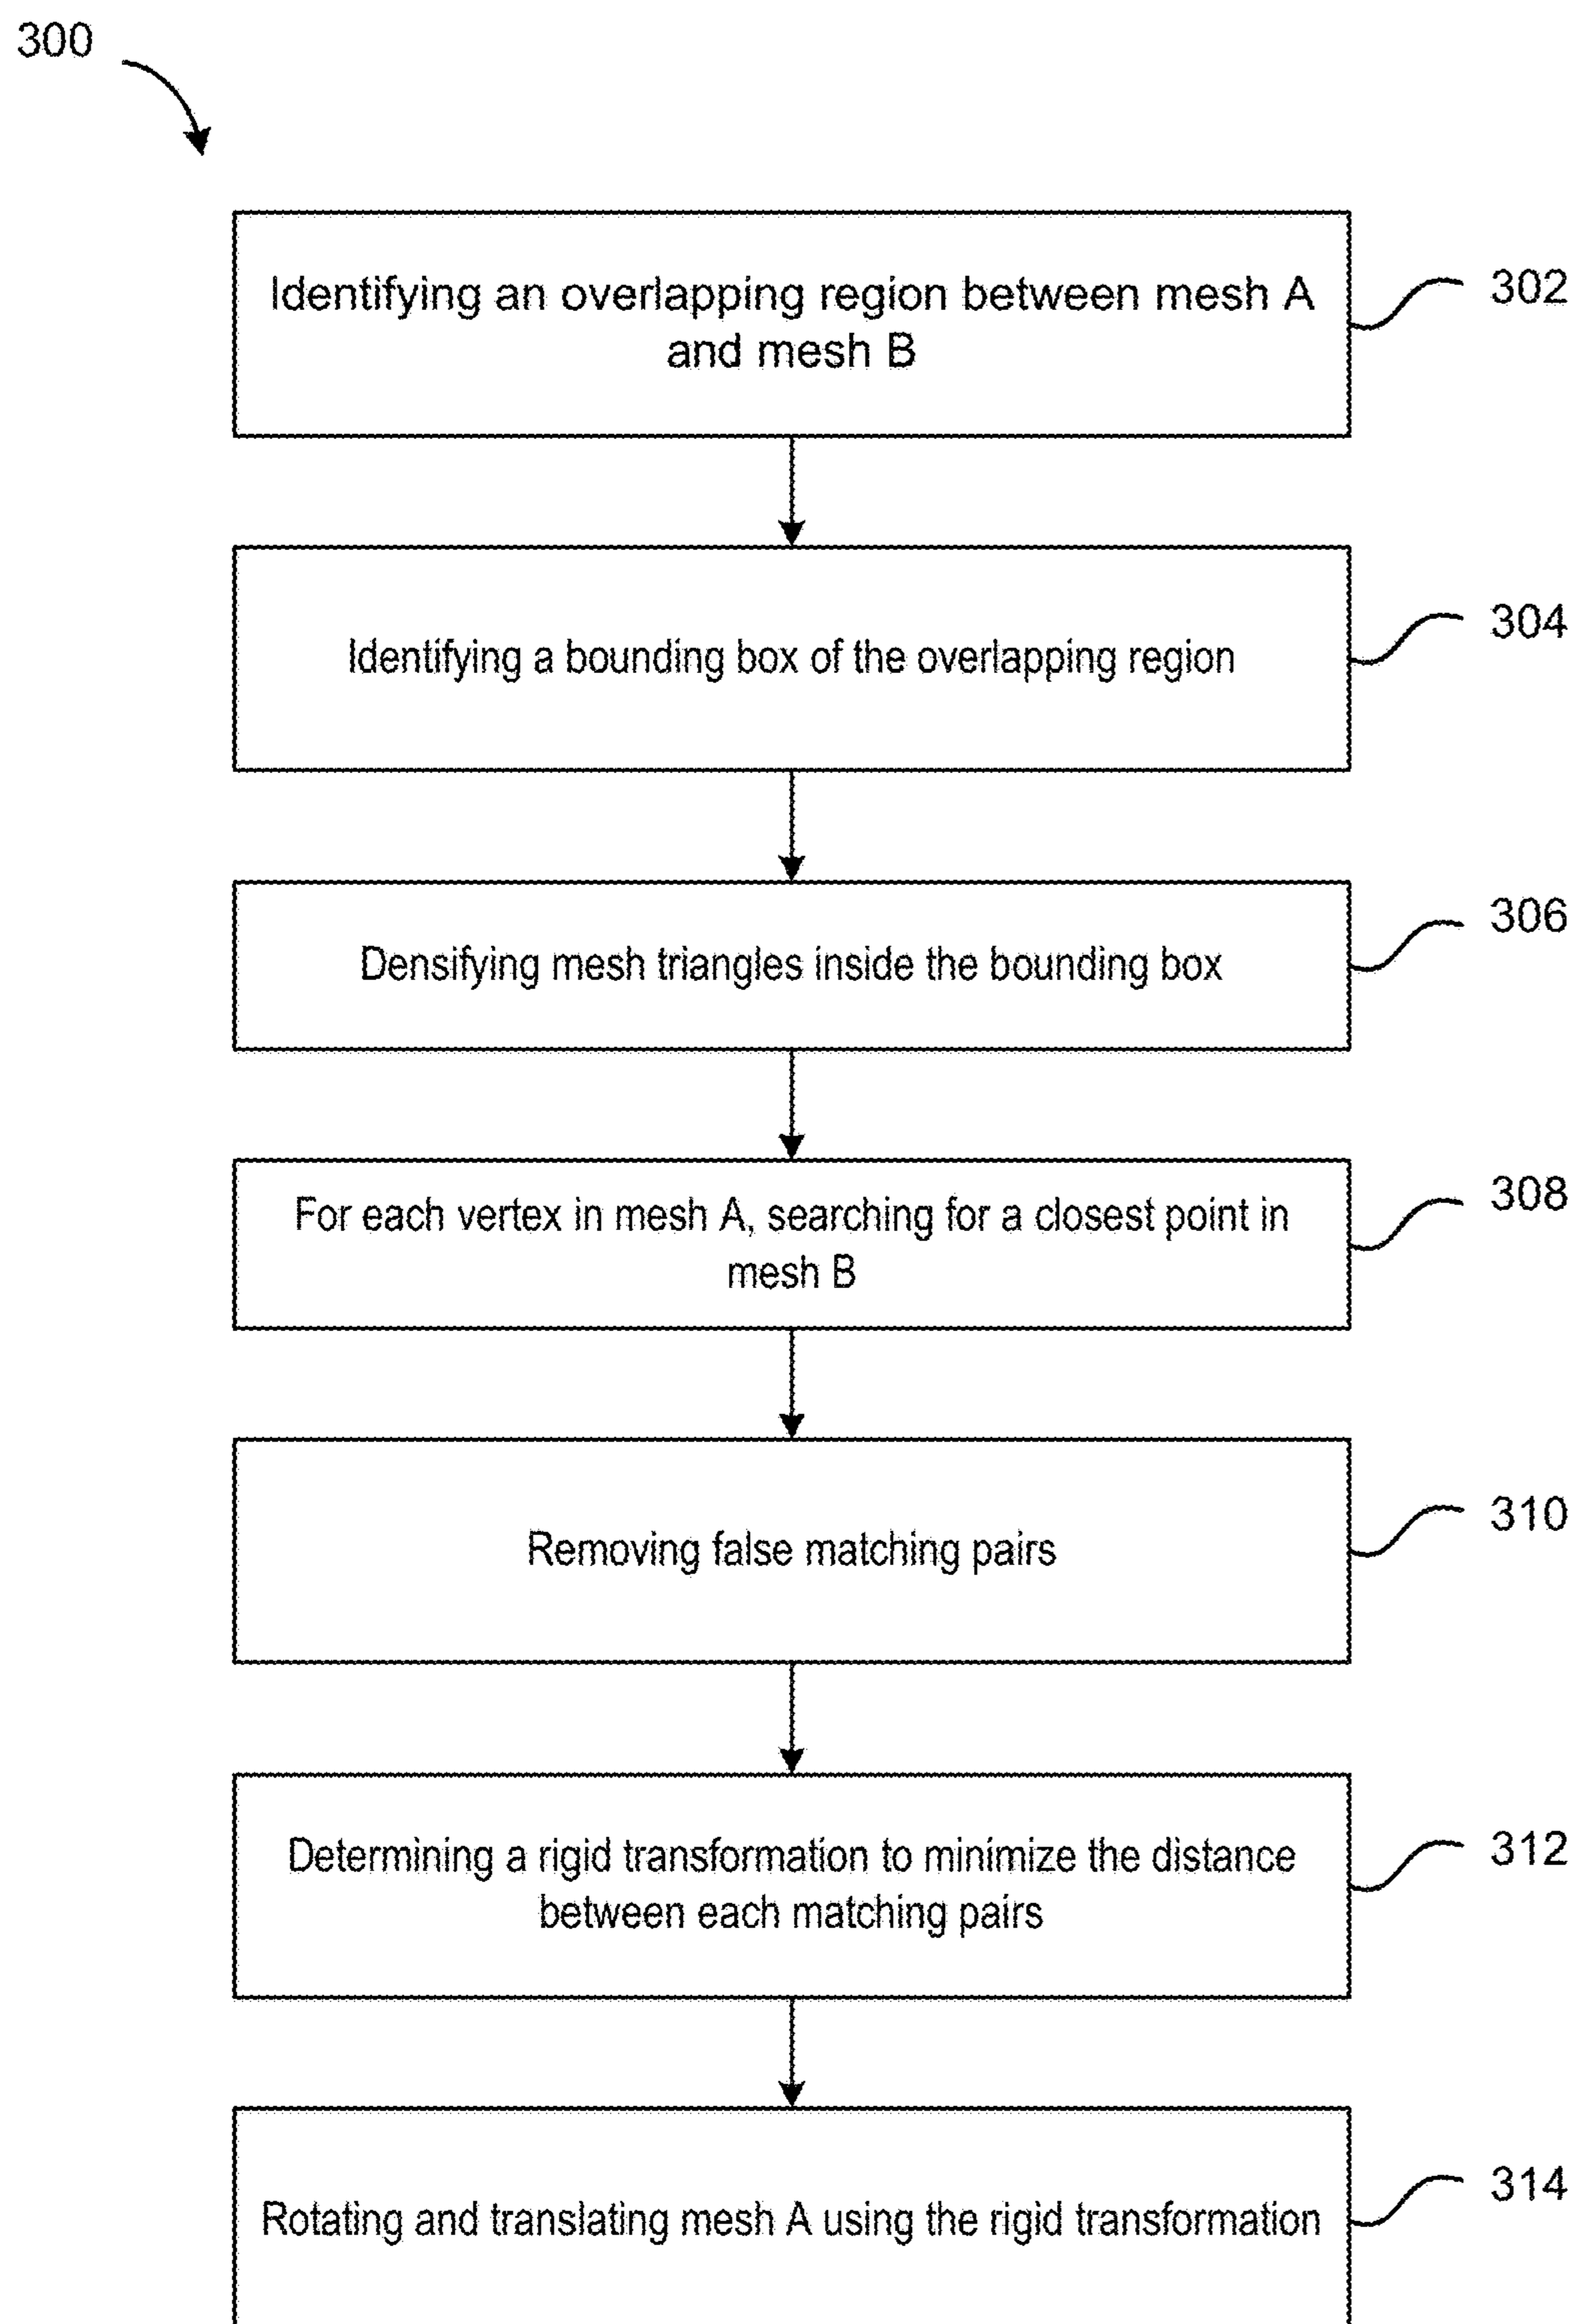 300
Identifying an overlapping region between mesh A
and mesh B
302
Identifying a bounding box of the overlapping region
304
Densifying mesh triangles inside the bounding box
306
For each vertex in mesh A, searching for a closest point in
mesh B
308
Removing false matching pairs
310
Determining a rigid transformation to minimize the distance
between each matching pairs
312
Rotating and translating mesh A using the rigid transformation
314